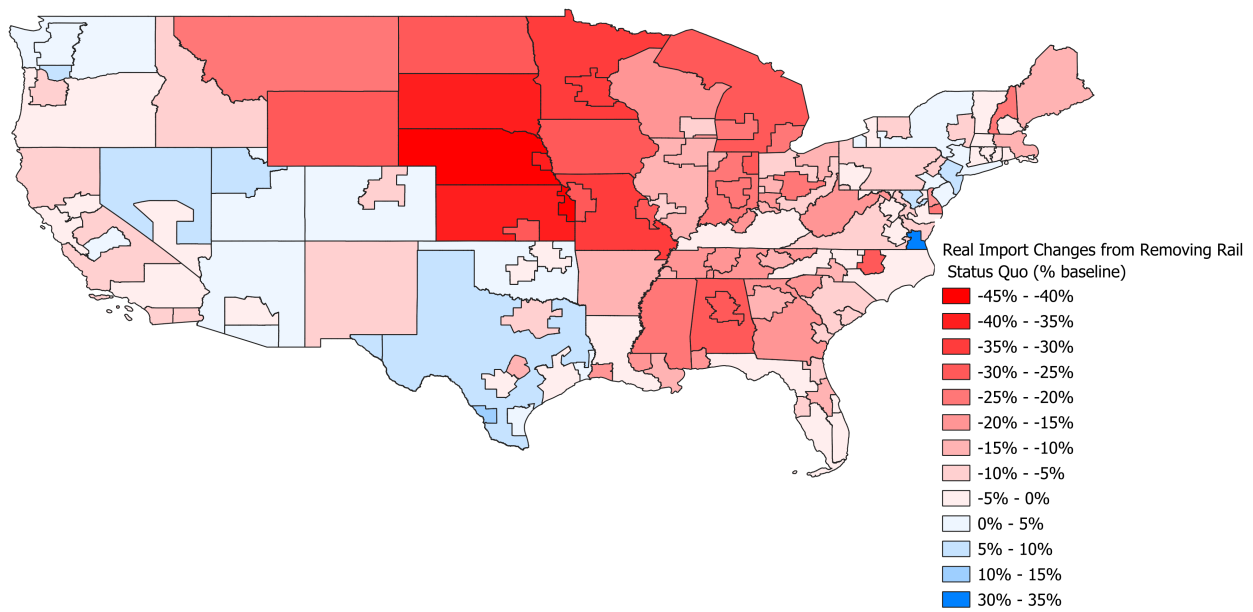 Real Import Changes from Removing Rail
Status Quo (% baseline)
-45% - -40%
-40% - -35%
-35% - -30%
-30% - -25%
-25% - -20%
-20% - -15%
-15% - -10%
-10% - -5%
-5% - 0%
0% - 5%
5% - 10%
10% - 15%
30% - 35%